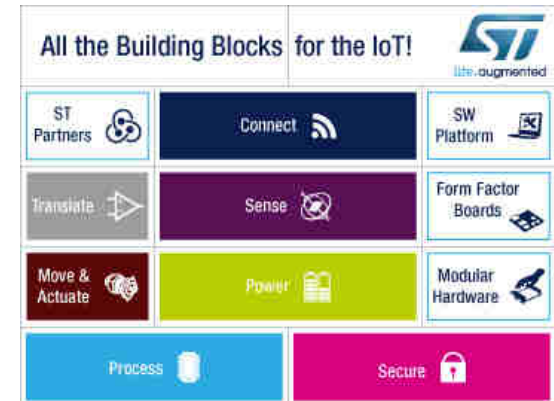 All the Building Blocks for the IoT!
ST
life.augmented
ST
Partners
Connect
SW
Platform
Translate
Sense
Form Factor
Boards
Move &
Actuate
Power
Modular
Hardware
Process
Secure